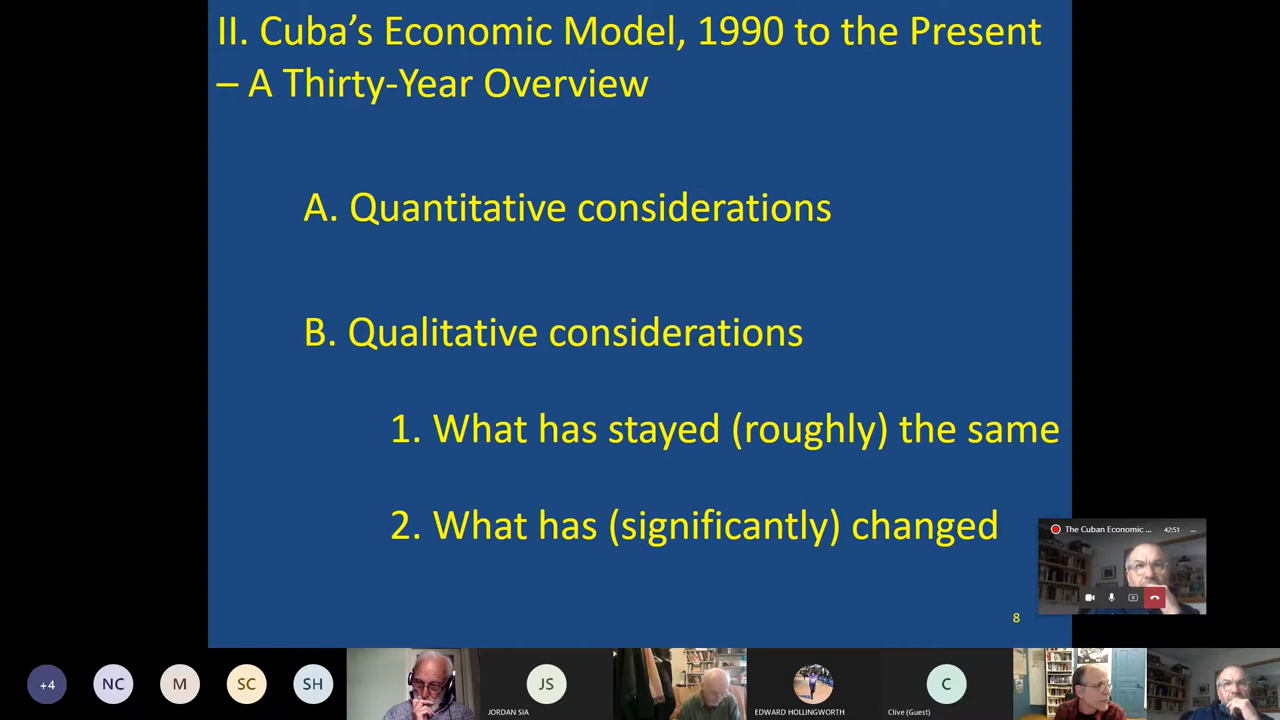 II. Cuba’s Economic Model, 1990 to the Present
– A Thirty-Year Overview
A. Quantitative considerations
B. Qualitative considerations
1. What has stayed (roughly) the same
2. What has (significantly) changed
The Cuban Economic ...
42:51
8
+4
NC
M
SC
SH
JS
JORDAN SIA
EDWARD HOLLINGWORTH
C
Clive (Guest)